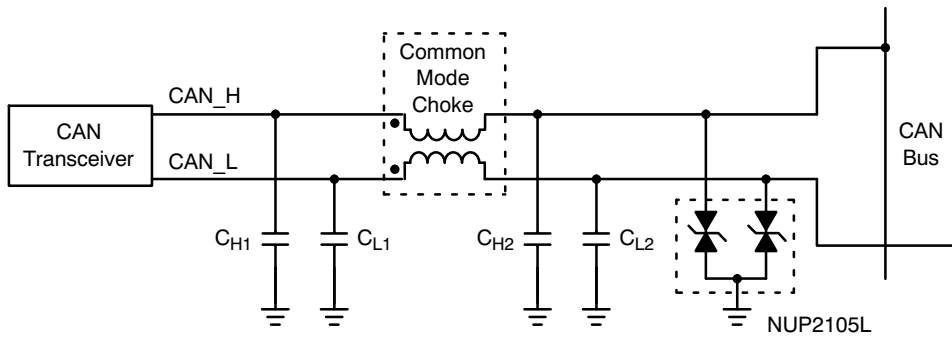 Common
Mode
Choke
CAN_H
CAN
Transceiver
CAN_L
CAN
Bus
CH1
CL1
CH2
CL2
NUP2105L